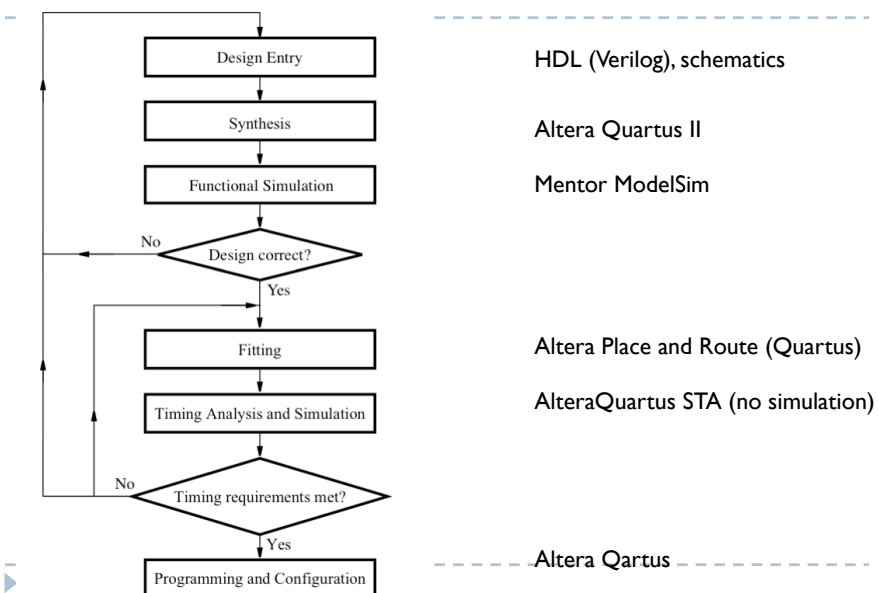 Design Entry
HDL (Verilog), schematics
Synthesis
Altera Quartus II
Functional Simulation
Mentor ModelSim
No
Design correct?
Yes
Fitting
Altera Place and Route (Quartus)
Timing Analysis and Simulation
AlteraQuartus STA (no simulation)
No
Timing requirements met?
Yes
Altera Qartus
Programming and Configuration